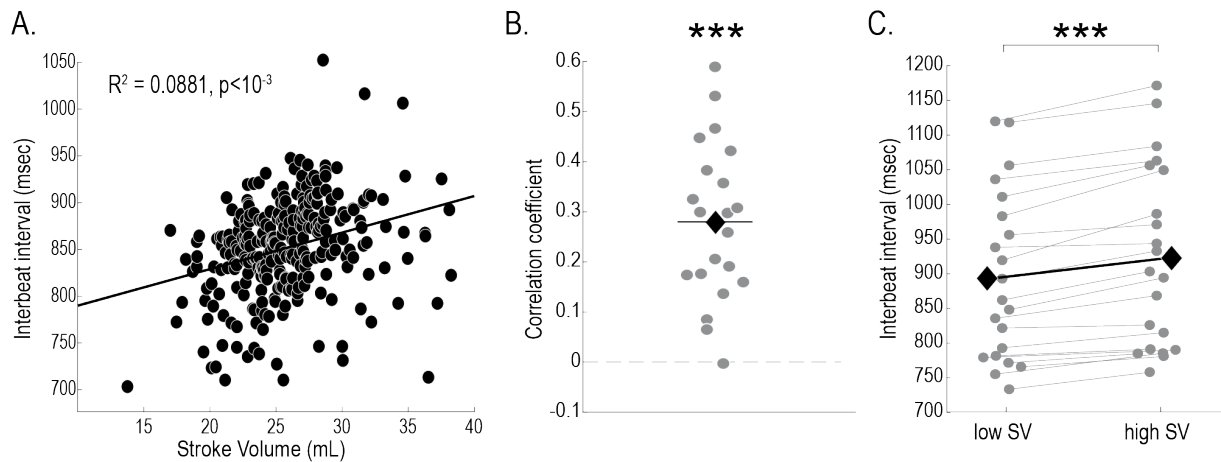 A.
R² = 0.0881, p<10⁻³
Interbeat interval (msec)
1050
1000
950
900
850
800
750
700
15 20 25 30 35 40
Stroke Volume (mL)
B.
***
Correlation coefficient
0.6
0.5
0.4
0.3
0.2
0.1
0
-0.1
C.
***
Interbeat interval (msec)
1200
1150
1100
1050
1000
950
900
850
800
750
700
low SV high SV